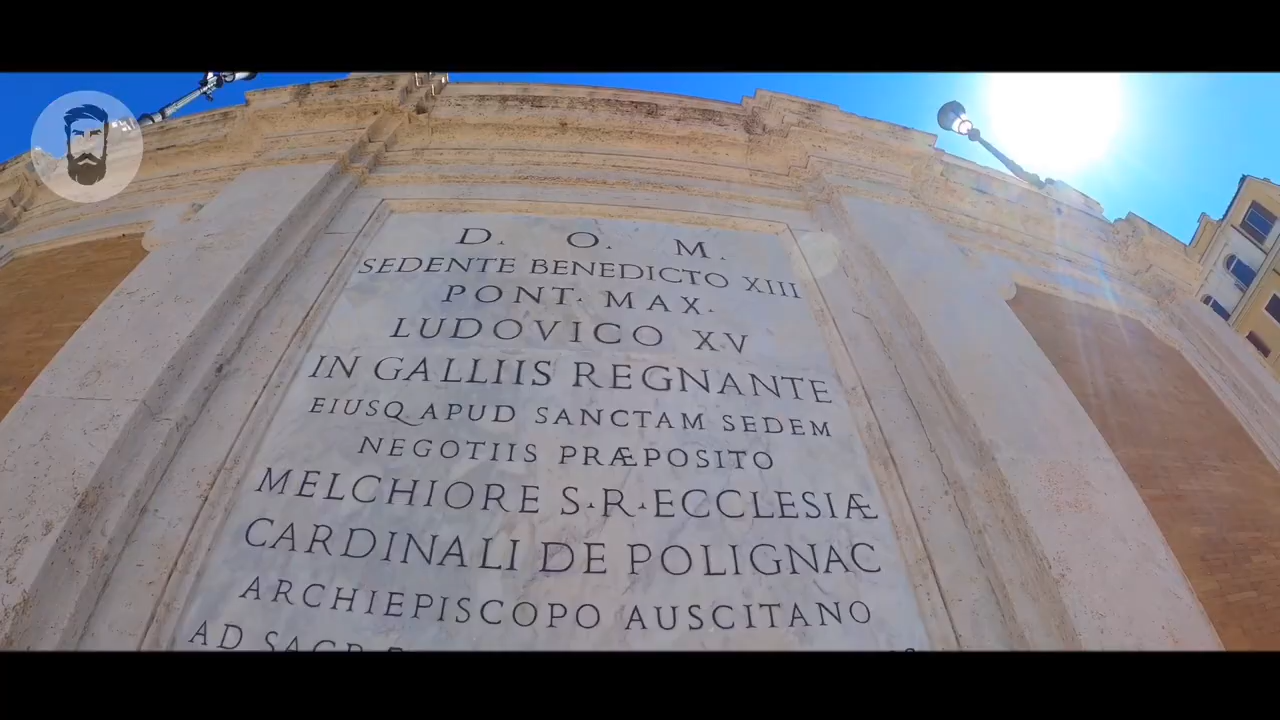 D. O. M.
SEDENTE BENEDICTO XIII
PONT. MAX.
LUDOVICO XV
IN GALLIIS REGNANTE
EIUSQ APUD SANCTAM SEDEM
NEGOTIIS PRÆPOSITO
MELCHIORE S·R·ECCLESIÆ
CARDINALI DE POLIGNAC
ARCHIEPISCOPO AUSCITANO
AD